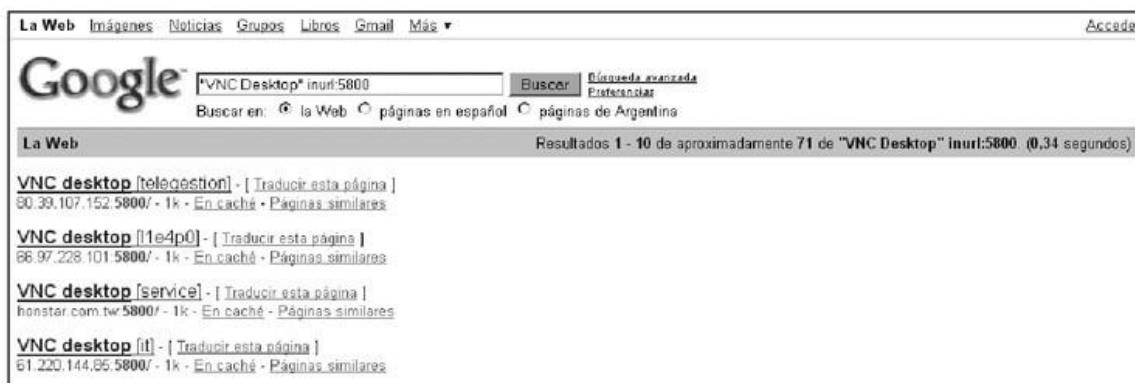 La Web Imágenes Noticias Grupos Libros Gmail Más ▼ Accede
Google "VNC Desktop" inurl:5800 Buscar Búsqueda avanzada
Preferencias
Buscar en: la Web páginas en español páginas de Argentina
La Web Resultados 1 - 10 de aproximadamente 71 de "VNC Desktop" inurl:5800. (0,34 segundos)
VNC desktop [telegestion] - [ Traducir esta página ]
80.39.107.152:5800/ - 1k - En caché - Páginas similares
VNC desktop [l1e4p0] - [ Traducir esta página ]
66.97.228.101:5800/ - 1k - En caché - Páginas similares
VNC desktop [service] - [ Traducir esta página ]
honstar.com.tw:5800/ - 1k - En caché - Páginas similares
VNC desktop [it] - [ Traducir esta página ]
61.220.144.85:5800/ - 1k - En caché - Páginas similares